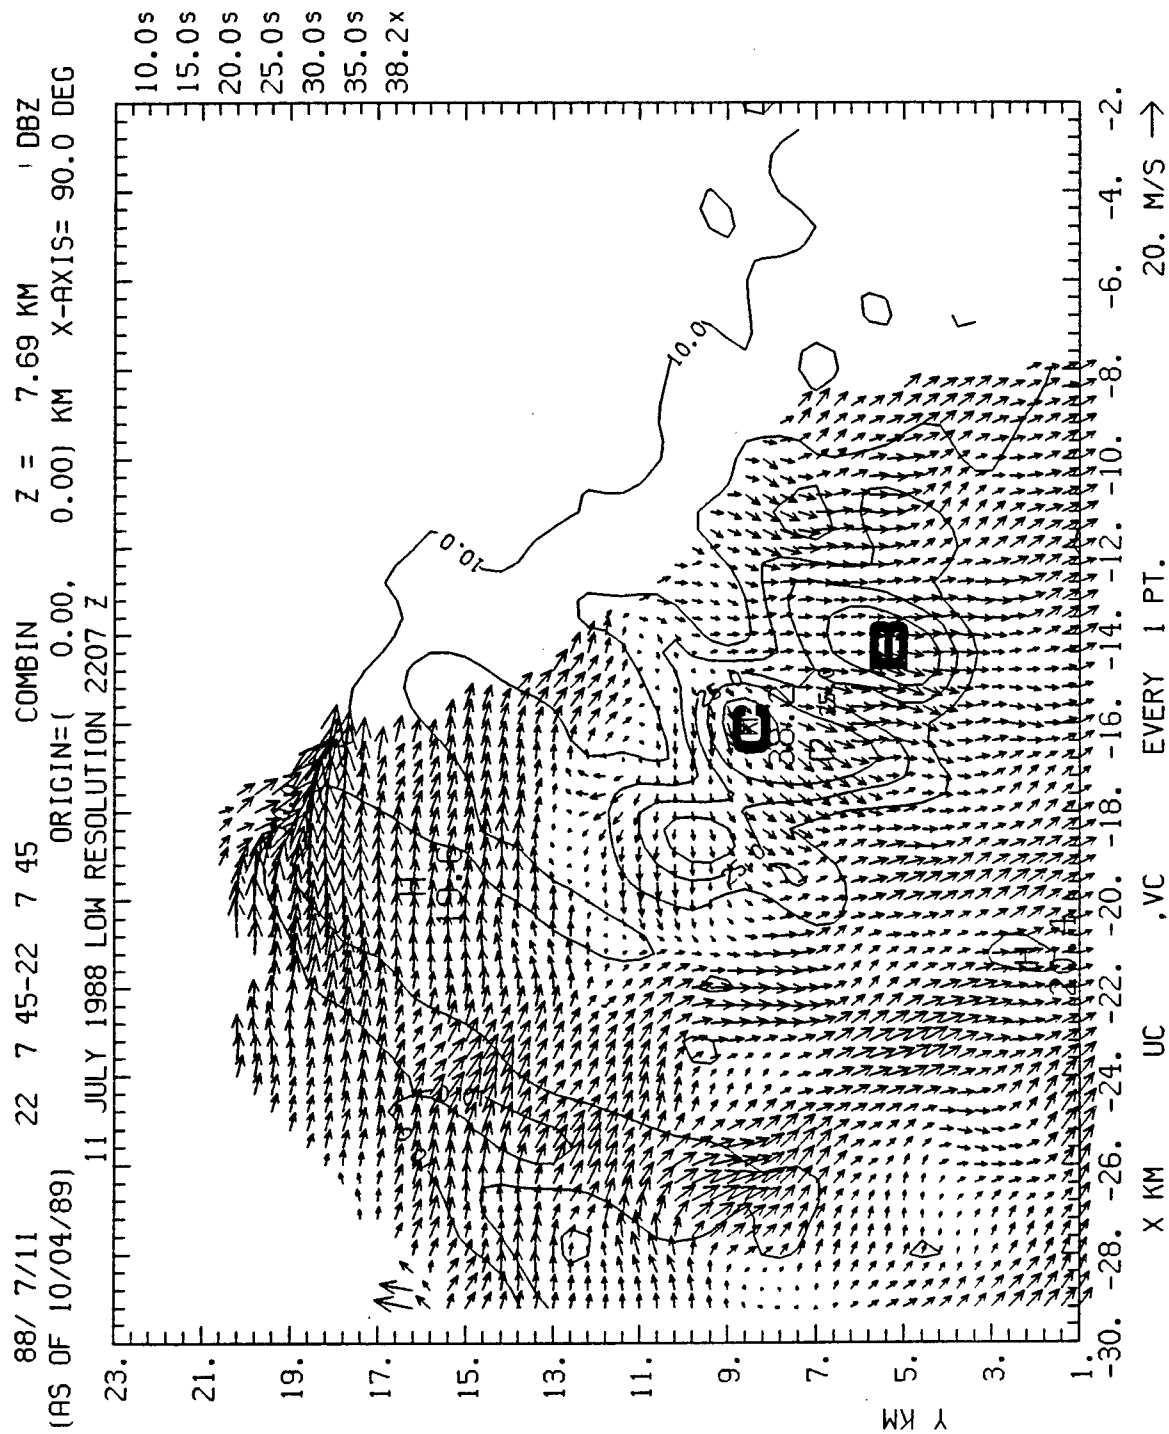 88/ 7/11 22 7 45-22 7 45 COMBIN Z = 7.69 KM DBZ
(AS OF 10/04/89) ORIGIN=( 0.00, 0.00) KM X-AXIS= 90.0 DEG
11 JULY 1988 LOW RESOLUTION 2207 Z
10.0s
15.0s
20.0s
25.0s
30.0s
35.0s
38.2x
23.
21.
19.
17.
15.
13.
11.
9.
7.
5.
3.
1.
Y KM
10.0
10.0
H
C
B
H
-30. -28. -26. -24. -22. -20. -18. -16. -14. -12. -10. -8. -6. -4. -2.
X KM UC ,VC EVERY 1 PT. 20. M/S →